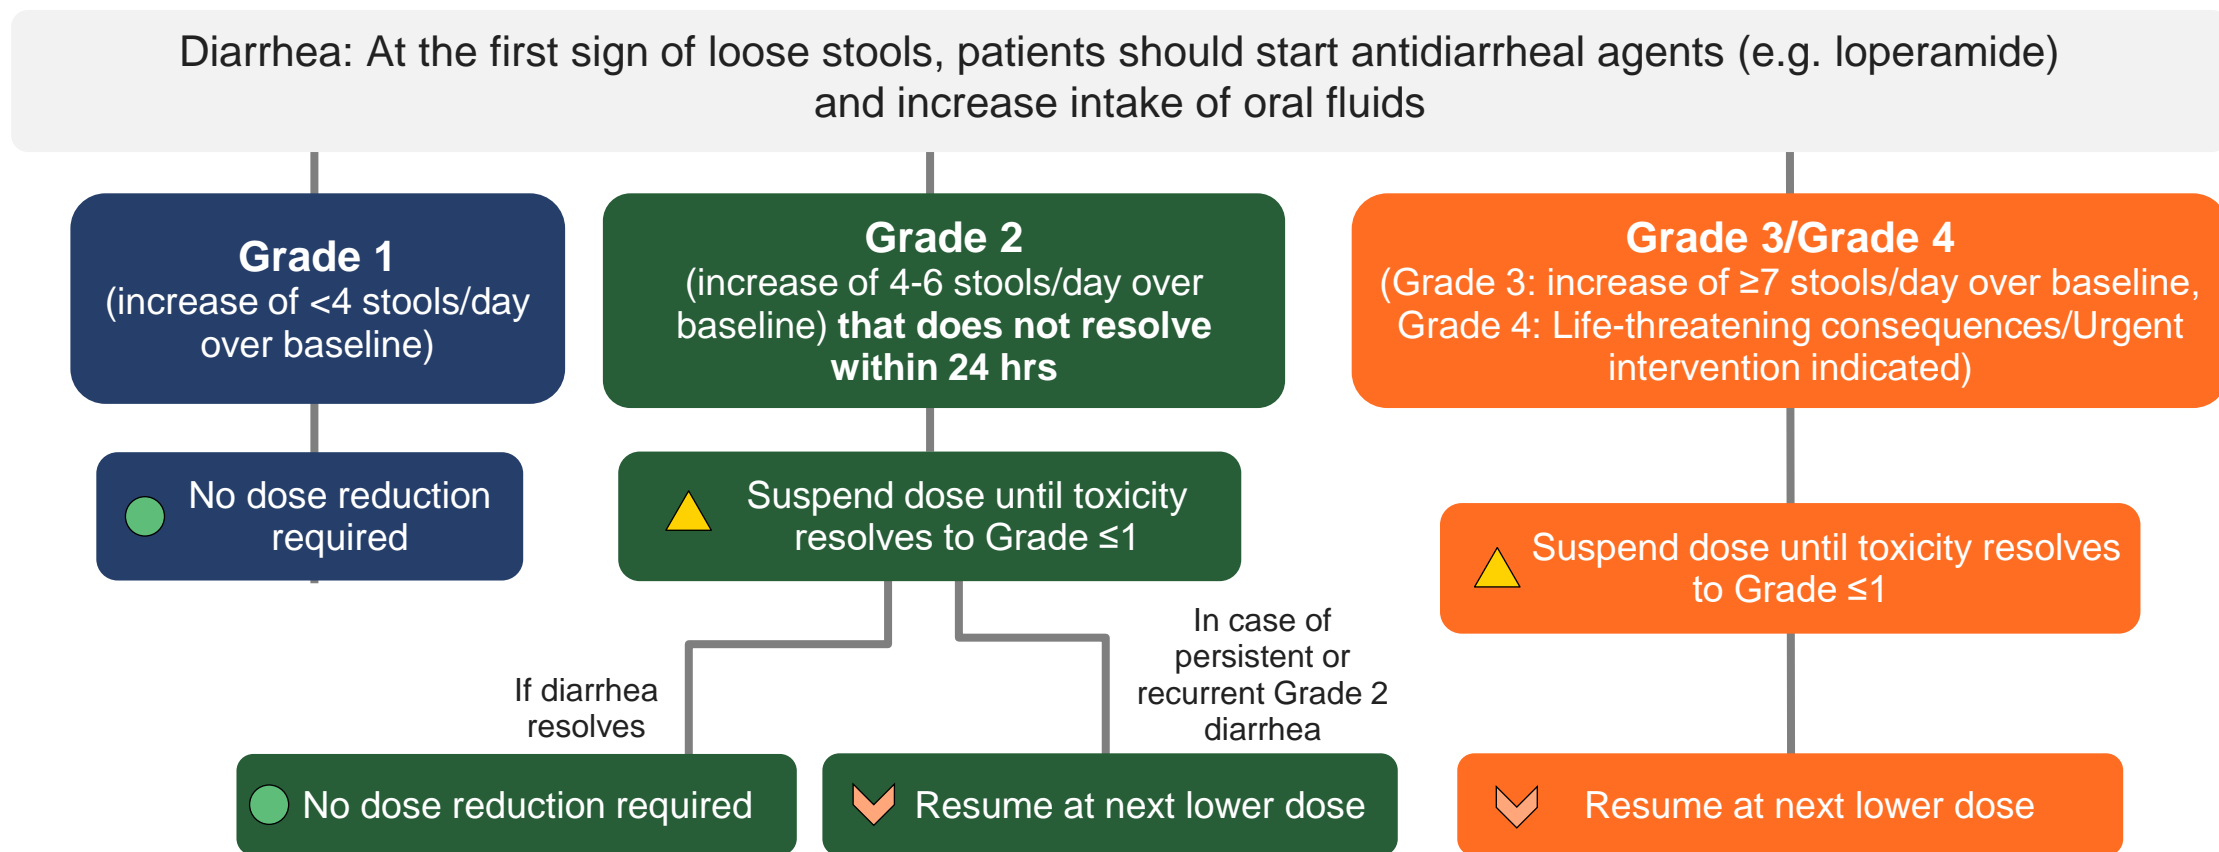 Diarrhea: At the first sign of loose stools, patients should start antidiarrheal agents (e.g. loperamide)
and increase intake of oral fluids
Grade 1
(increase of <4 stools/day
over baseline)
Grade 2
(increase of 4-6 stools/day over
baseline) that does not resolve
within 24 hrs
Grade 3/Grade 4
(Grade 3: increase of ≥7 stools/day over baseline,
Grade 4: Life-threatening consequences/Urgent
intervention indicated)
No dose reduction
required
Suspend dose until toxicity
resolves to Grade ≤1
Suspend dose until toxicity resolves
to Grade ≤1
If diarrhea
resolves
In case of
persistent or
recurrent Grade 2
diarrhea
No dose reduction required
Resume at next lower dose
Resume at next lower dose